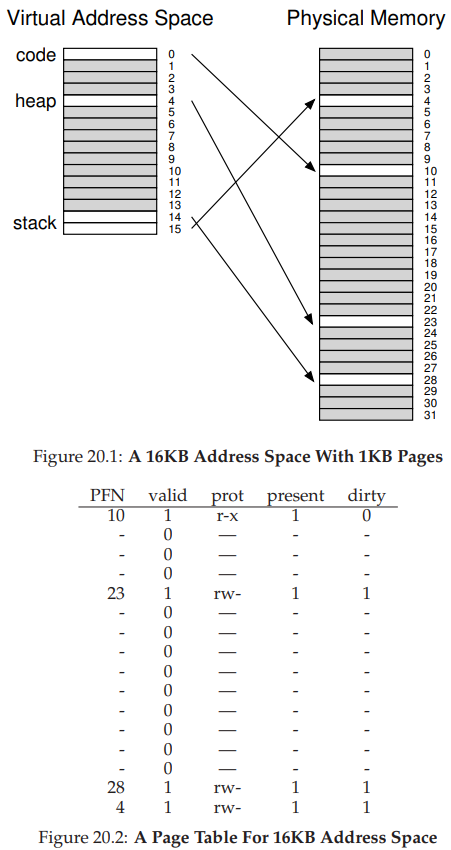 Virtual Address Space
Physical Memory
code
heap
stack
0
1
2
3
4
5
6
7
8
9
10
11
12
13
14
15
0
1
2
3
4
5
6
7
8
9
10
11
12
13
14
15
16
17
18
19
20
21
22
23
24
25
26
27
28
29
30
31
Figure 20.1: A 16KB Address Space With 1KB Pages
PFN valid prot present dirty
10 1 r-x 1 0
- 0 — - -
- 0 — - -
- 0 — - -
23 1 rw- 1 1
- 0 — - -
- 0 — - -
- 0 — - -
- 0 — - -
- 0 — - -
- 0 — - -
- 0 — - -
- 0 — - -
- 0 — - -
28 1 rw- 1 1
4 1 rw- 1 1
Figure 20.2: A Page Table For 16KB Address Space